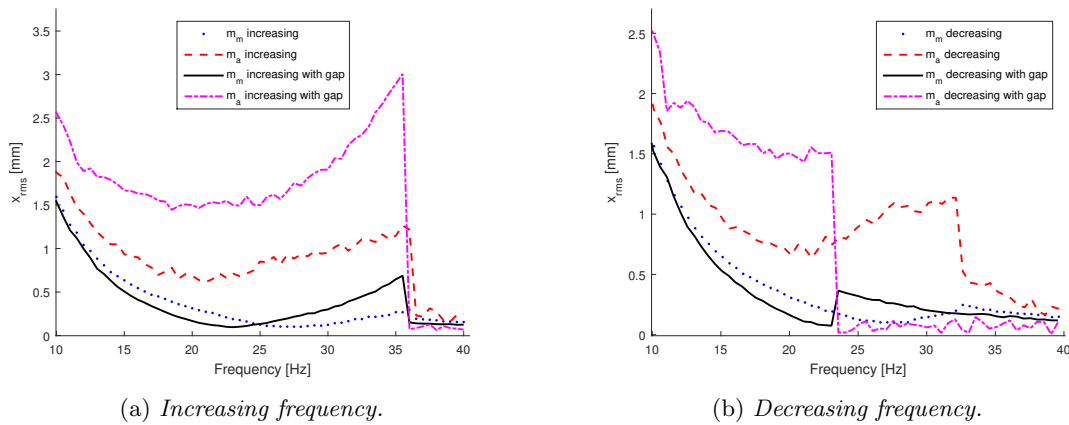 3.5
3
2.5
2
1.5
1
0.5
0
x_rms [mm]
m_m increasing
m_a increasing
m_m increasing with gap
m_a increasing with gap
10 15 20 25 30 35 40
Frequency [Hz]
(a) Increasing frequency.
2.5
2
1.5
1
0.5
0
x_rms [mm]
m_m decreasing
m_a decreasing
m_m decreasing with gap
m_a decreasing with gap
10 15 20 25 30 35 40
Frequency [Hz]
(b) Decreasing frequency.